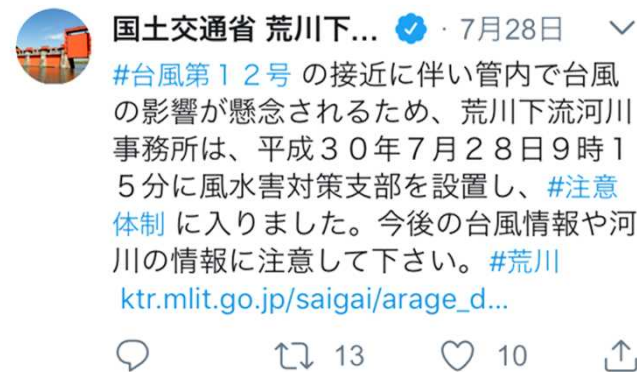 国土交通省 荒川下... · 7月28日
#台風第１２号 の接近に伴い管内で台風
の影響が懸念されるため、荒川下流河川
事務所は、平成３０年７月２８日９時１
５分に風水害対策支部を設置し、#注意
体制 に入りました。今後の台風情報や河
川の情報に注意して下さい。#荒川
ktr.mlit.go.jp/saigai/arage_d...
13 10